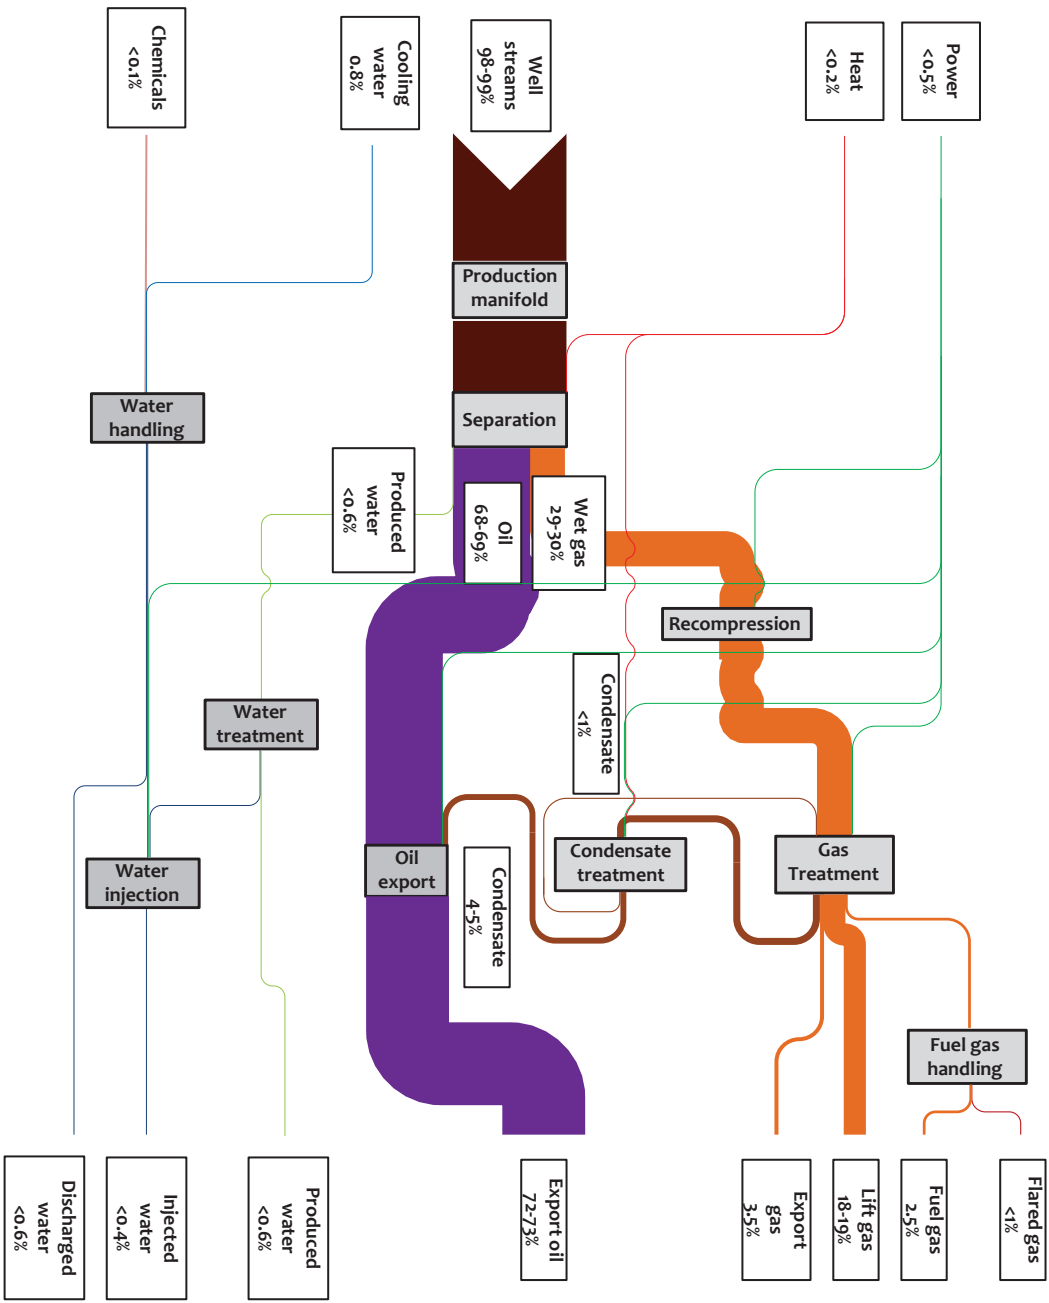 Chemicals
<0.1%
Cooling
water
0.8%
Well
streams
98-99%
Heat
<0.2%
Power
<0.5%
Production
manifold
Separation
Water
handling
Produced
water
<0.6%
Oil
68-69%
Wet gas
29-30%
Recompression
Condensate
<1%
Water
treatment
Oil
export
Condensate
treatment
Gas
Treatment
Water
injection
Condensate
4-5%
Fuel gas
handling
Discharged
water
<0.6%
Injected
water
<0.4%
Produced
water
<0.6%
Export oil
72-73%
Export
gas
3.5%
Lift gas
18-19%
Fuel gas
2.5%
Flared gas
<1%